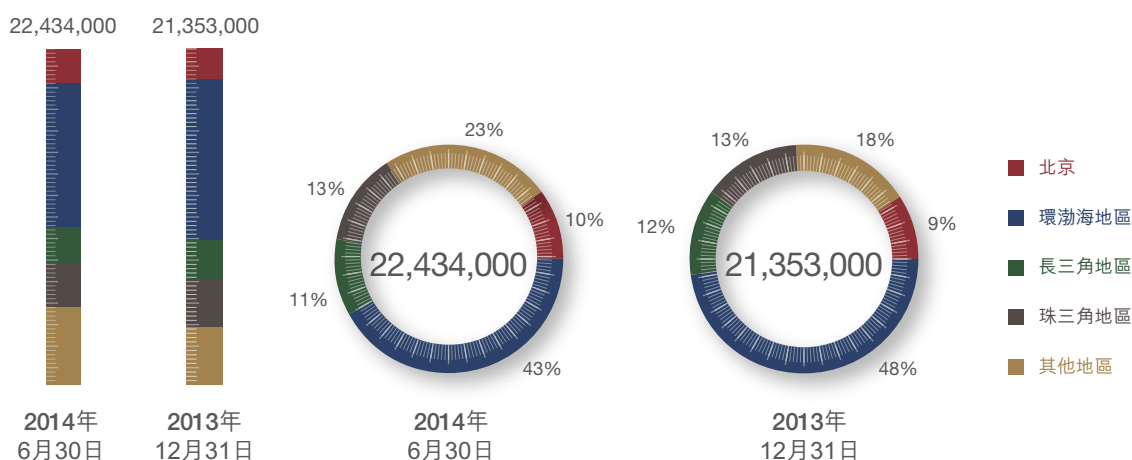 22,434,000
21,353,000
2014年
6月30日
2013年
12月31日
23%
13%
10%
22,434,000
11%
43%
2014年
6月30日
13%
18%
12%
9%
21,353,000
48%
2013年
12月31日
北京
環渤海地區
長三角地區
珠三角地區
其他地區